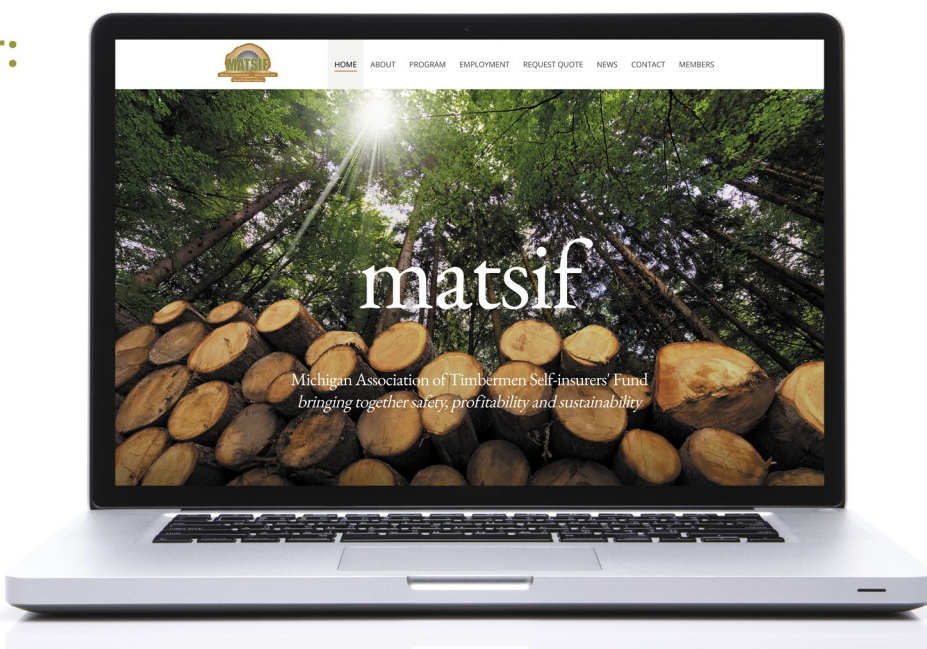 MATSIF
HOME ABOUT PROGRAM EMPLOYMENT REQUEST QUOTE NEWS CONTACT MEMBERS
matsif
Michigan Association of Timbermen Self-insurers' Fund
bringing together safety, profitability and sustainability